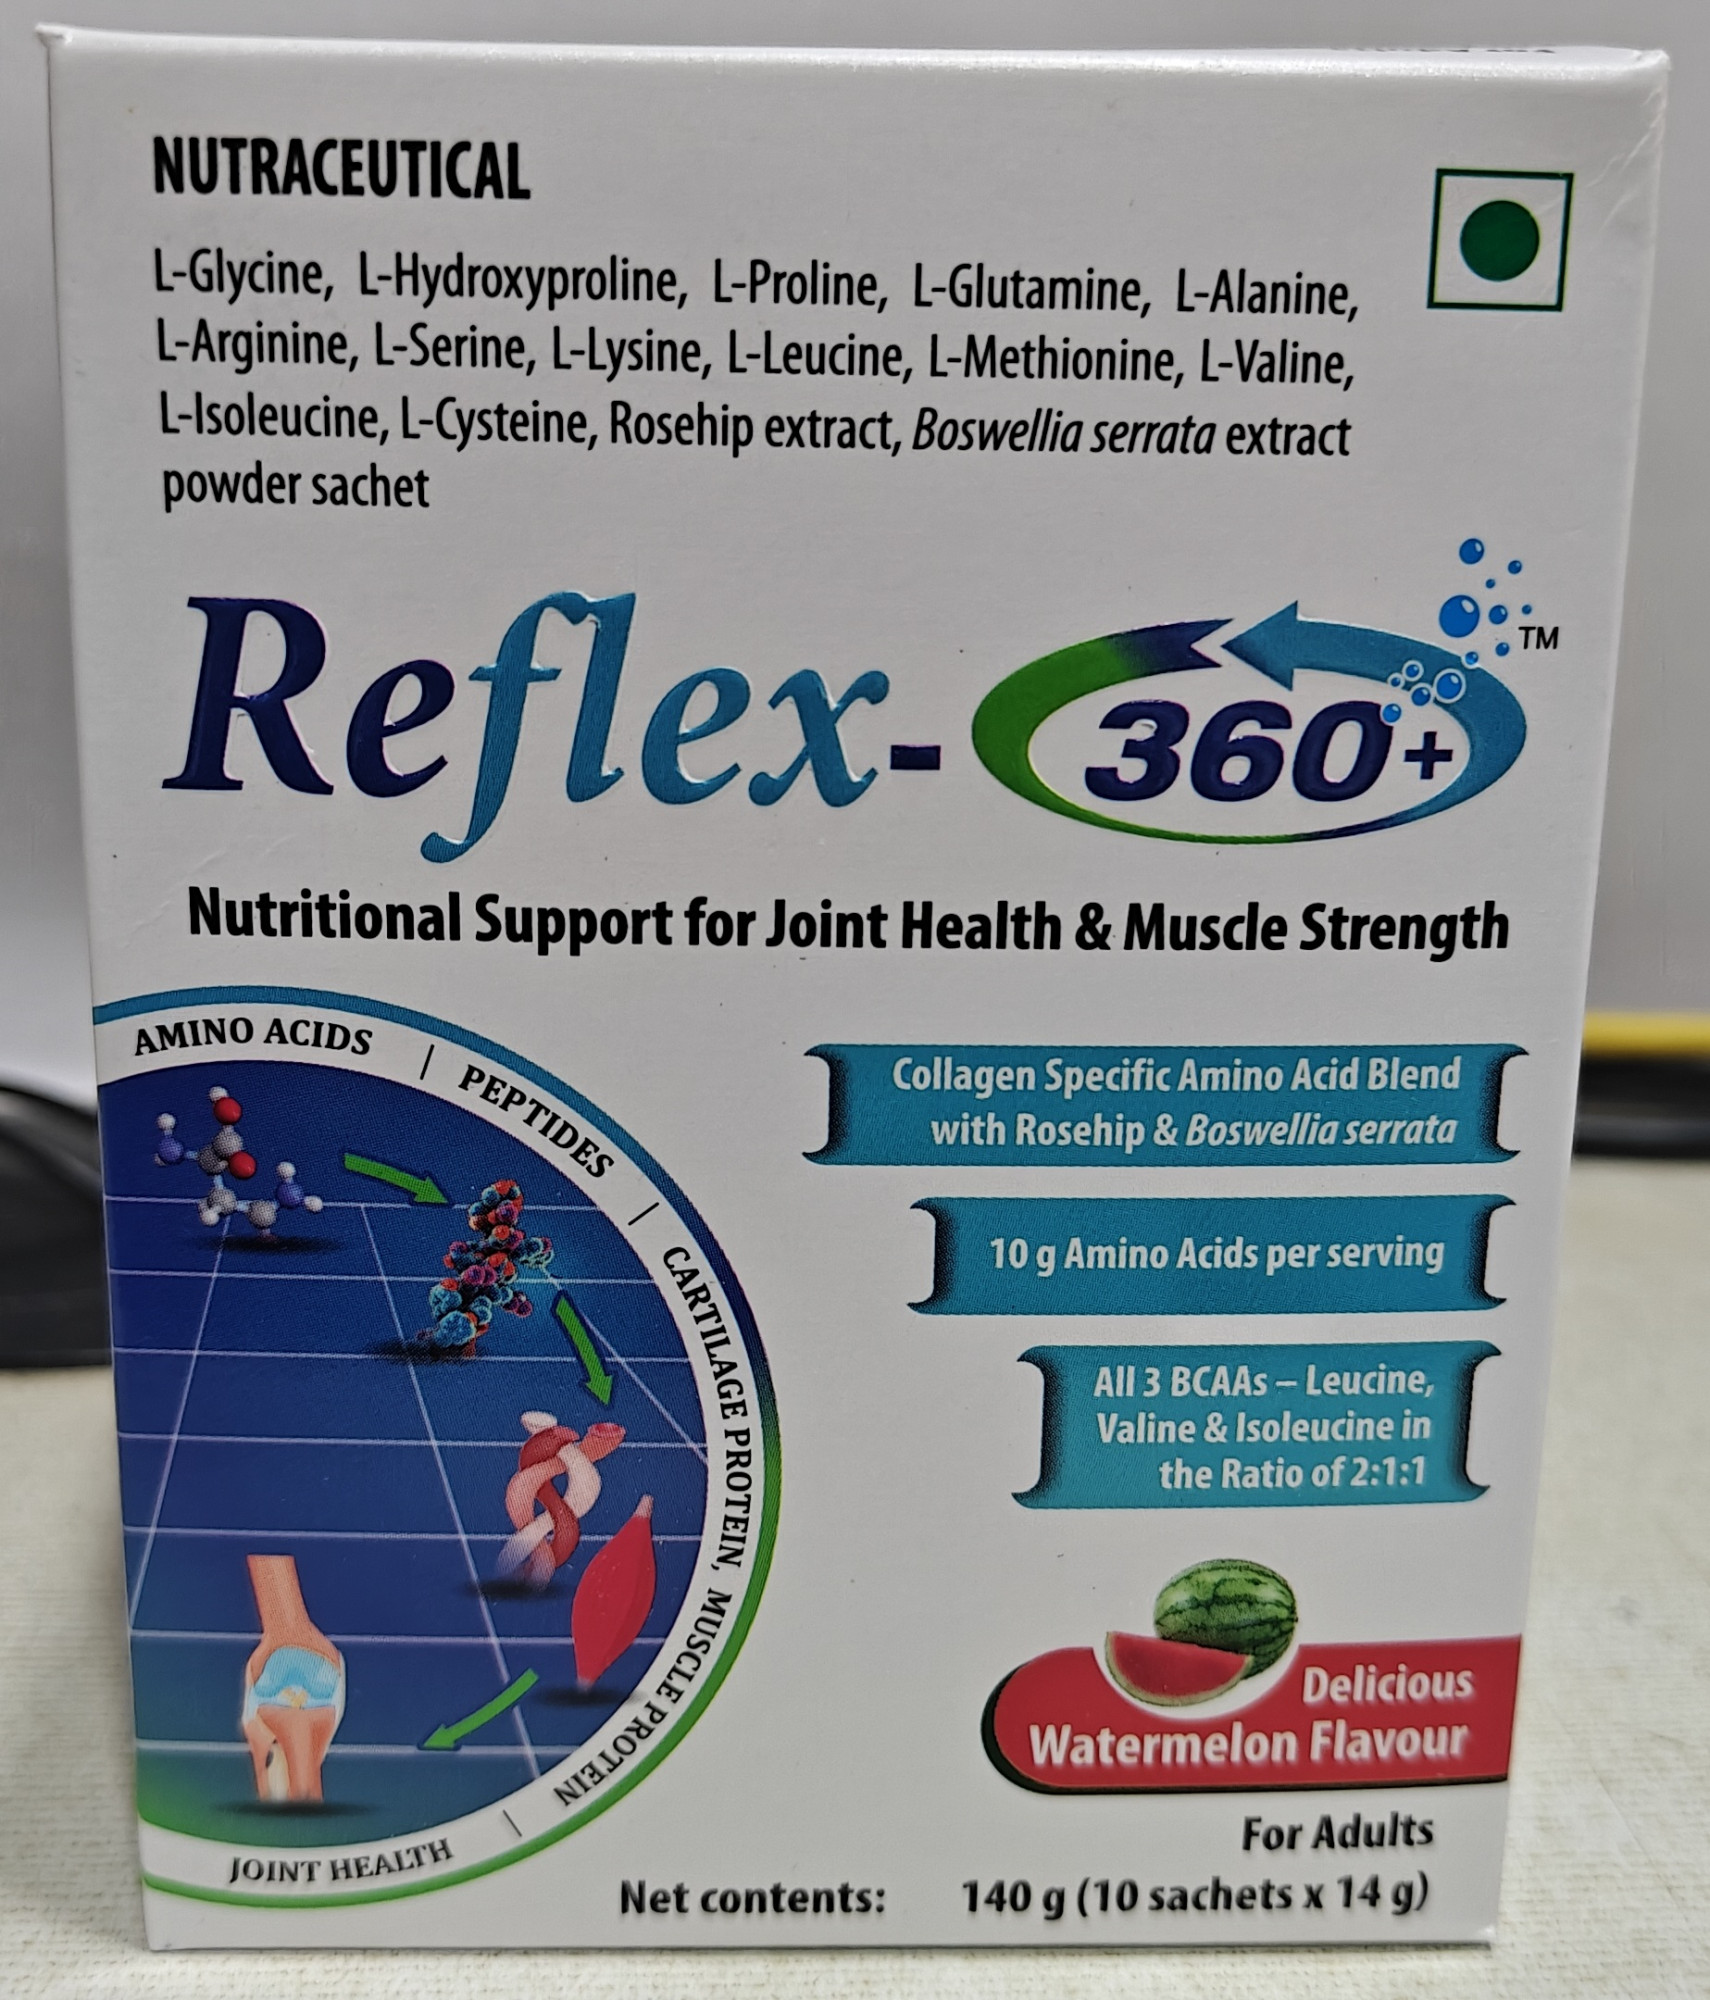 NUTRACEUTICAL
L-Glycine, L-Hydroxyproline, L-Proline, L-Glutamine, L-Alanine,
L-Arginine, L-Serine, L-Lysine, L-Leucine, L-Methionine, L-Valine,
L-Isoleucine, L-Cysteine, Rosehip extract, Boswellia serrata extract
powder sachet
Reflex-360+™
Nutritional Support for Joint Health & Muscle Strength
AMINO ACIDS | PEPTIDES | CARTILAGE PROTEIN, MUSCLE PROTEIN | JOINT HEALTH
Collagen Specific Amino Acid Blend
with Rosehip & Boswellia serrata
10 g Amino Acids per serving
All 3 BCAAs – Leucine,
Valine & Isoleucine in
the Ratio of 2:1:1
Delicious
Watermelon Flavour
For Adults
Net contents: 140 g (10 sachets x 14 g)